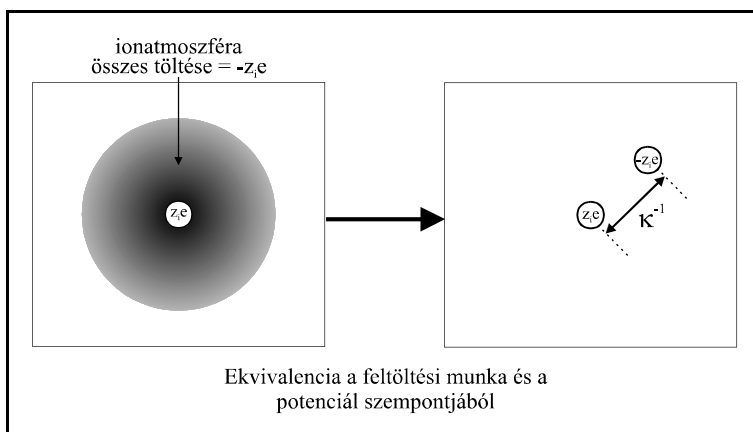 ionatmoszféra
összes töltése = -zᵢe
zᵢe
-zᵢe
zᵢe
κ⁻¹
Ekvivalencia a feltöltési munka és a
potenciál szempontjából